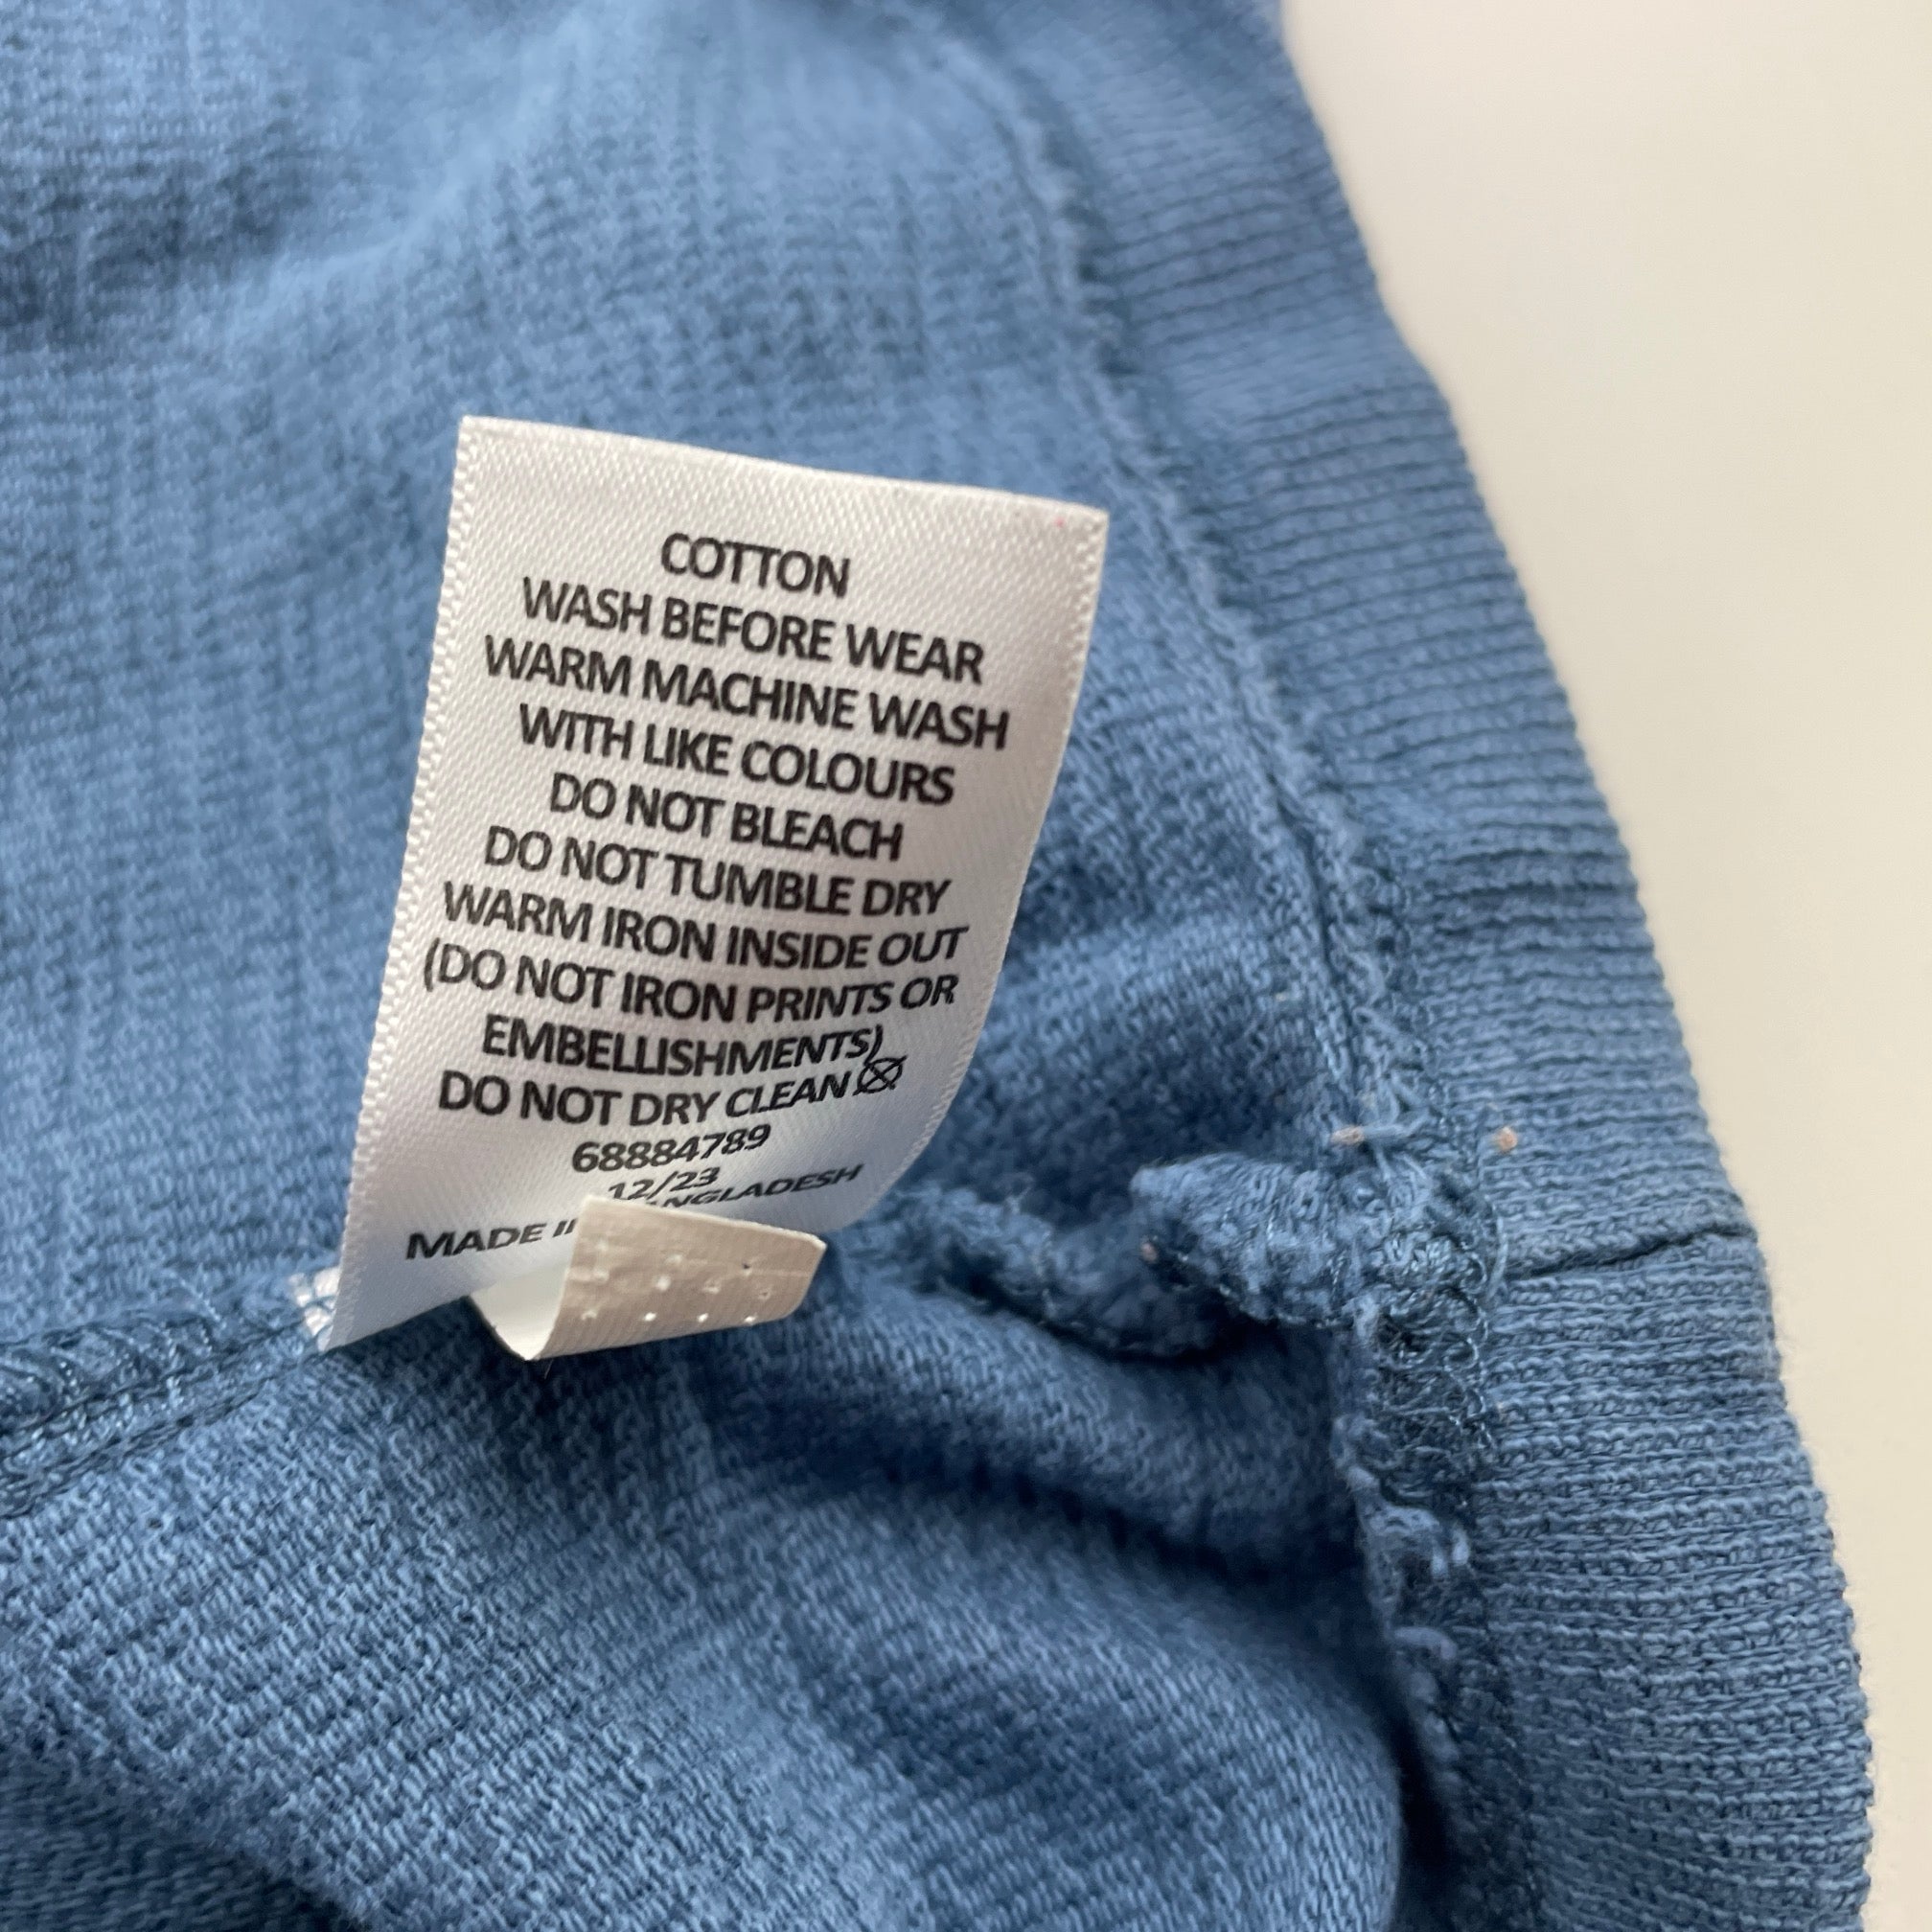 COTTON
WASH BEFORE WEAR
WARM MACHINE WASH
WITH LIKE COLOURS
DO NOT BLEACH
DO NOT TUMBLE DRY
WARM IRON INSIDE OUT
(DO NOT IRON PRINTS OR
EMBELLISHMENTS)
DO NOT DRY CLEAN
68884789
12/23
MADE